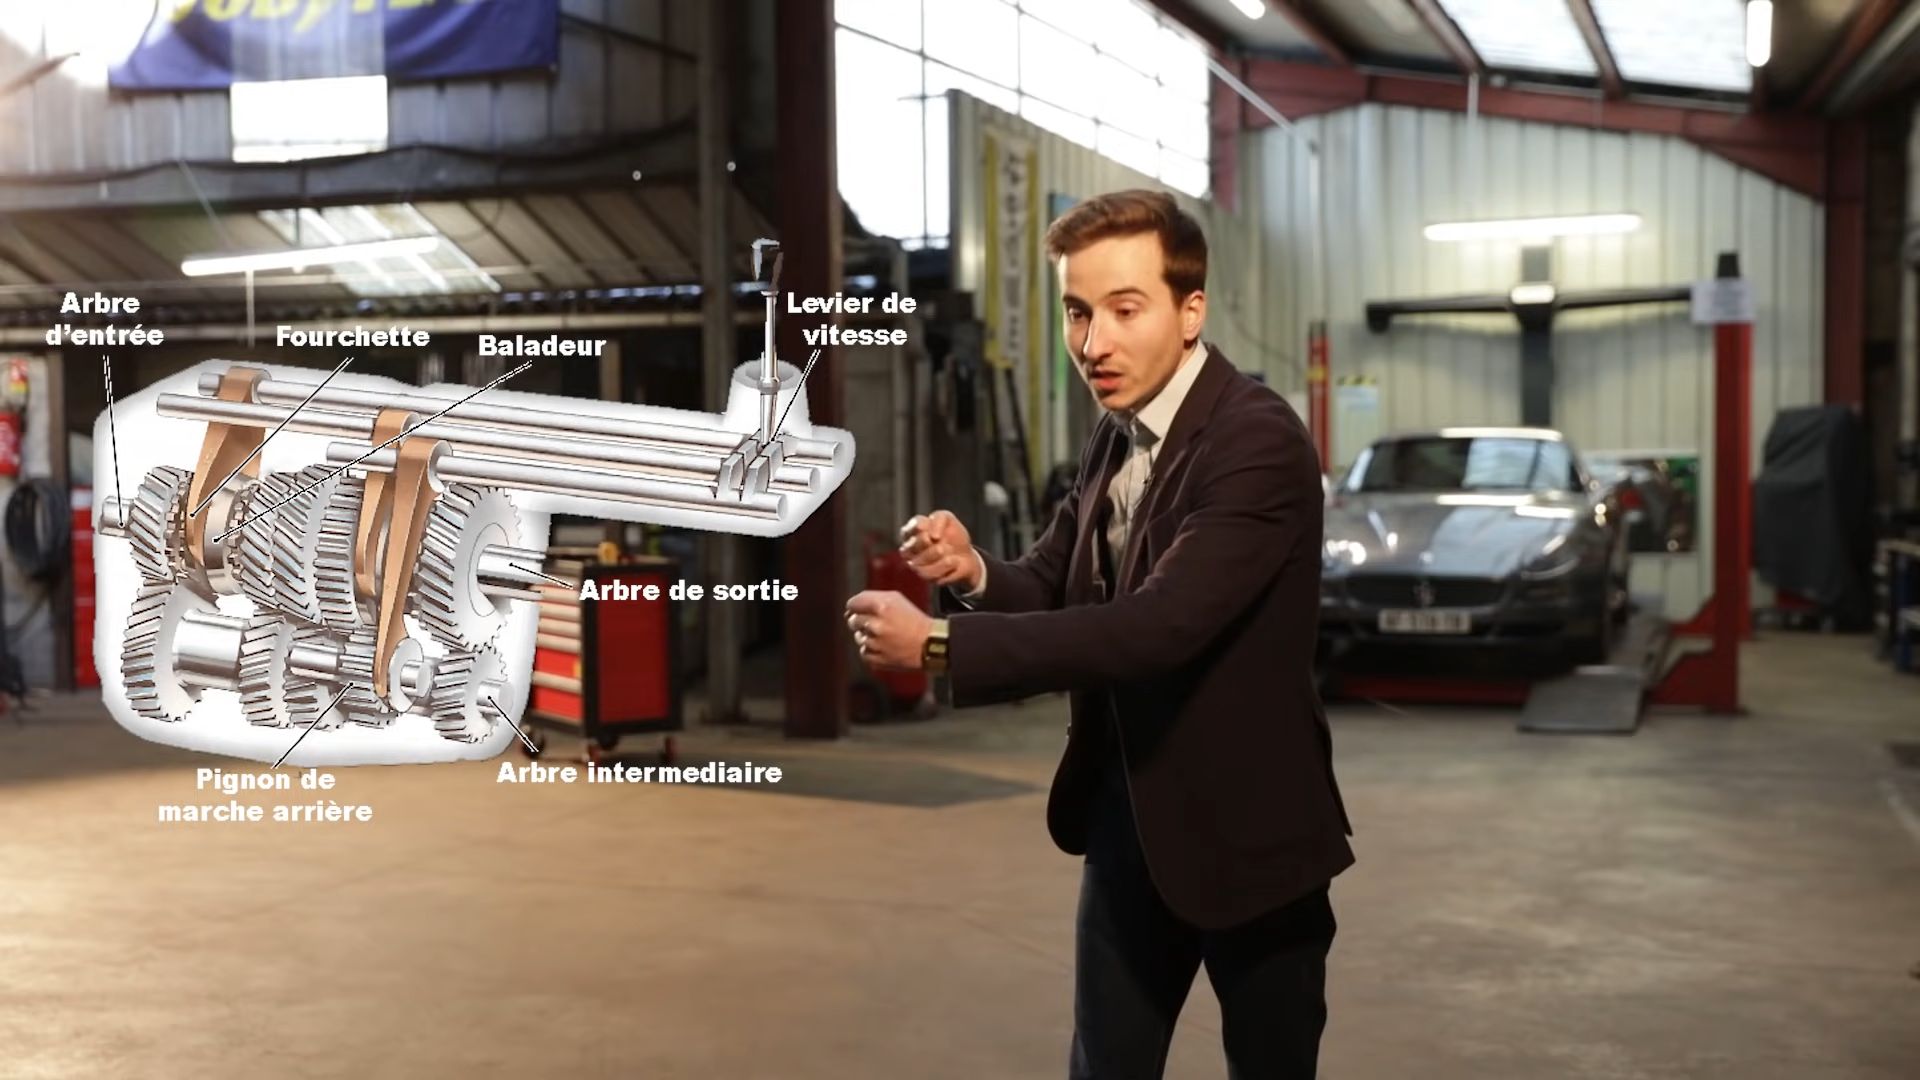 Arbre
d'entrée
Fourchette
Baladeur
Levier de
vitesse
Arbre de sortie
Arbre intermediaire
Pignon de
marche arrière